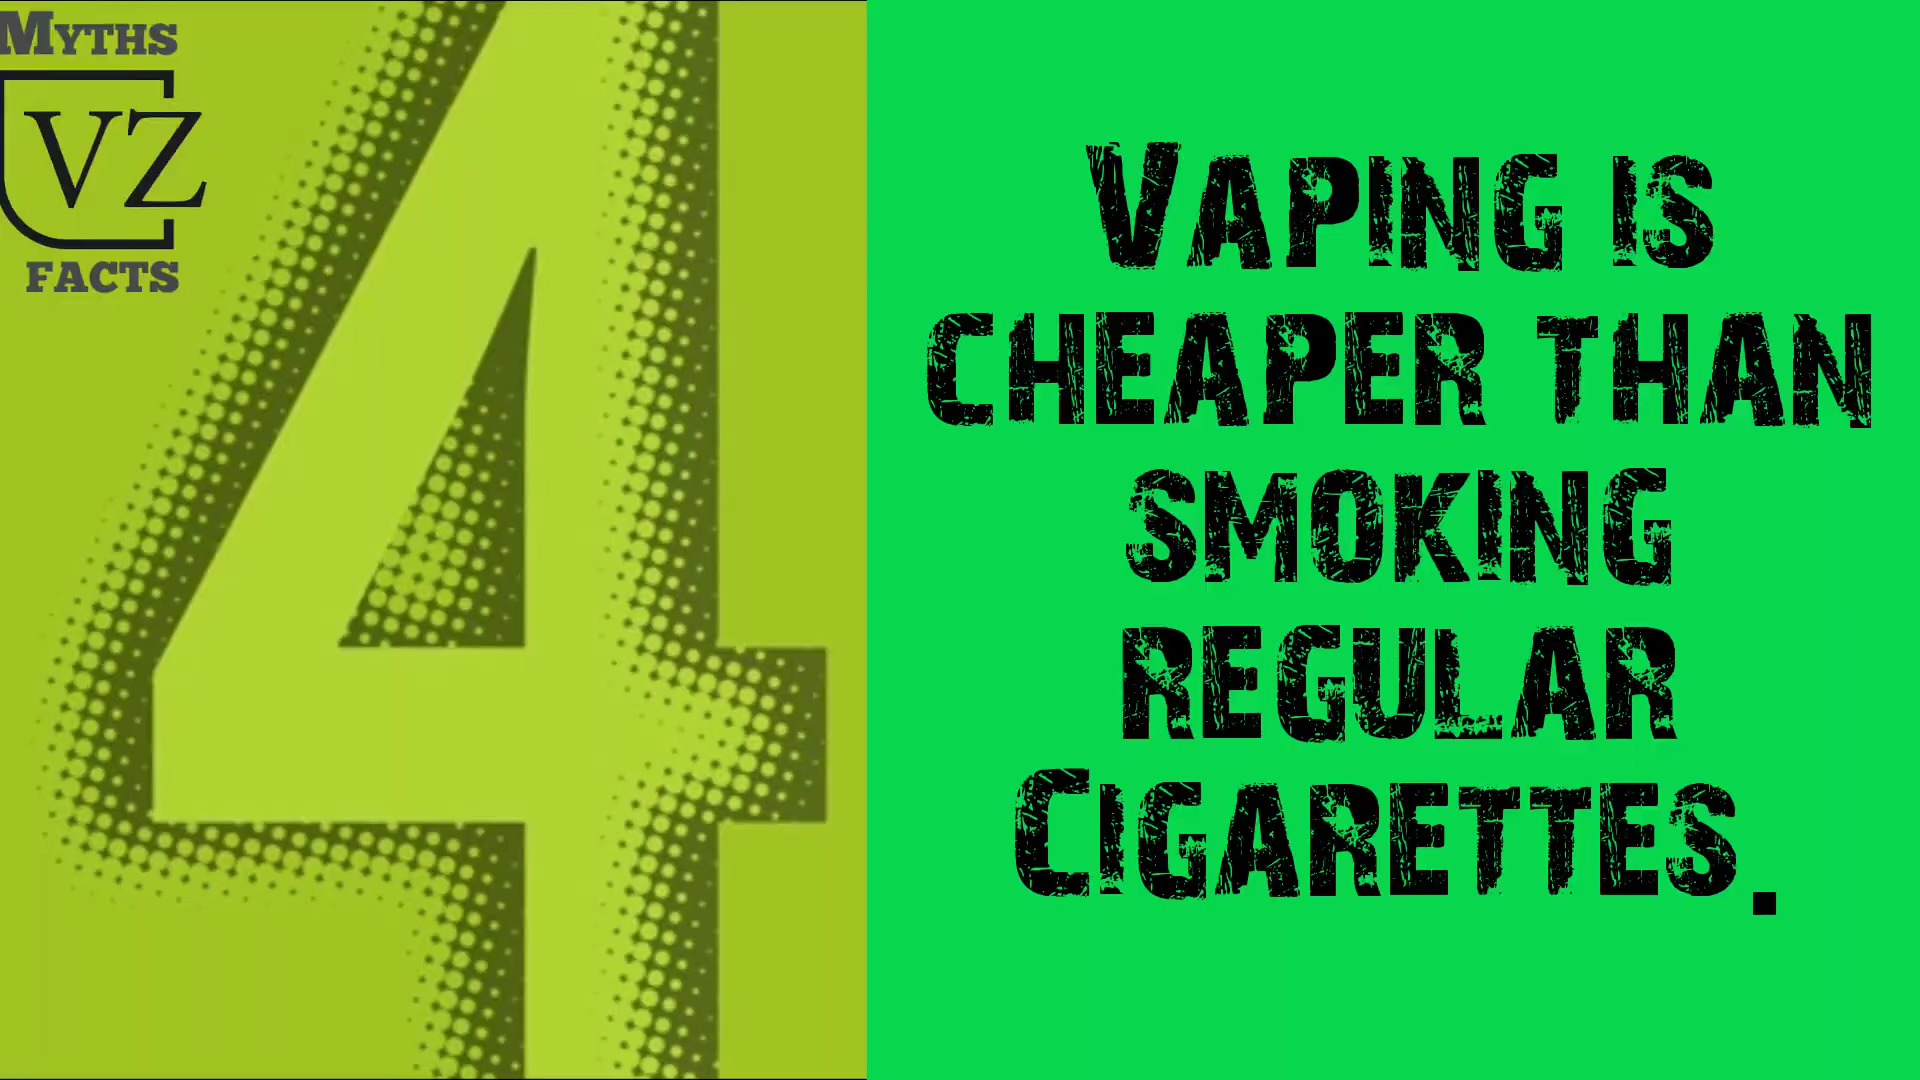 Myths
VZ
FACTS
4
Vaping is
cheaper than
smoking
regular
Cigarettes.